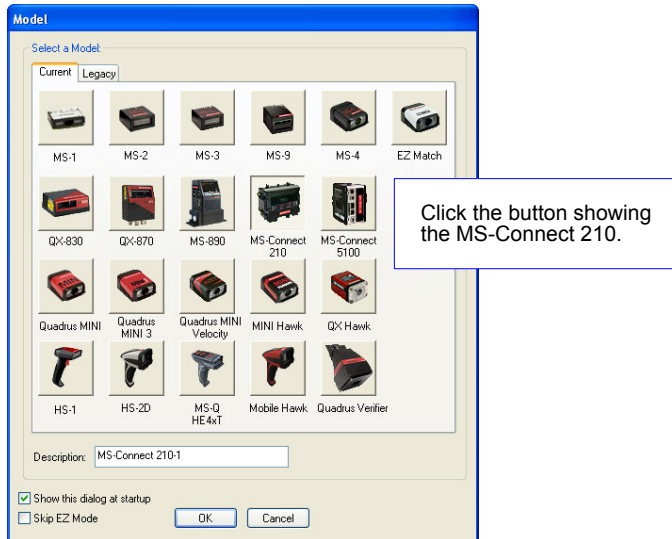 Model
Select a Model:
Current Legacy
MS-1 MS-2 MS-3 MS-9 MS-4 EZ Match
QX-830 QX-870 MS-890 MS-Connect 210 MS-Connect 5100
Click the button showing
the MS-Connect 210.
Quadrus MINI Quadrus MINI 3 Quadrus MINI Velocity MINI Hawk QX Hawk
HS-1 HS-2D MS-Q HE4xT Mobile Hawk Quadrus Verifier
Description: MS-Connect 210-1
Show this dialog at startup
Skip EZ Mode OK Cancel